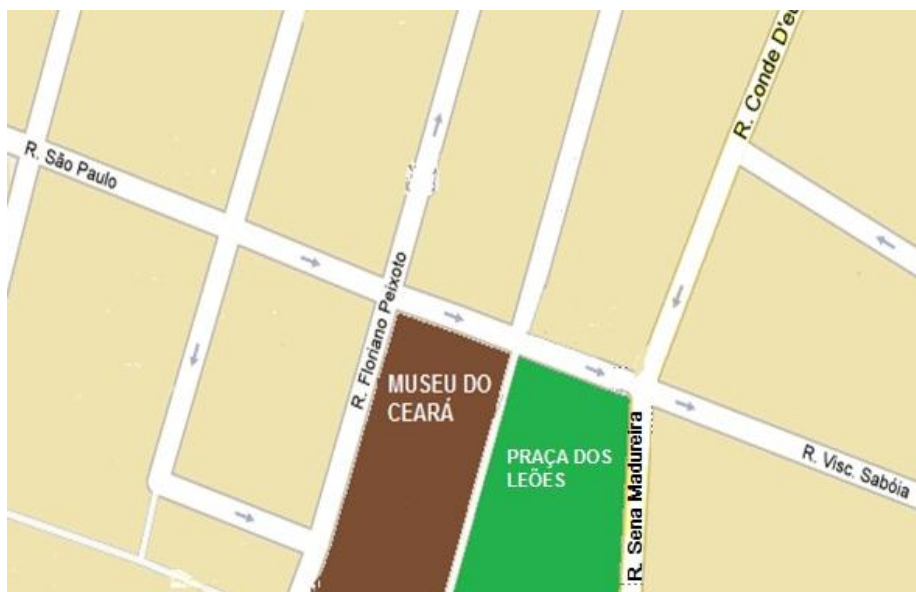 R. Conde D'eu
R. São Paulo
R. Floriano Peixoto
MUSEU DO
CEARÁ
PRAÇA DOS
LEÕES
R. Sena Madureira
R. Visc. Sabóia